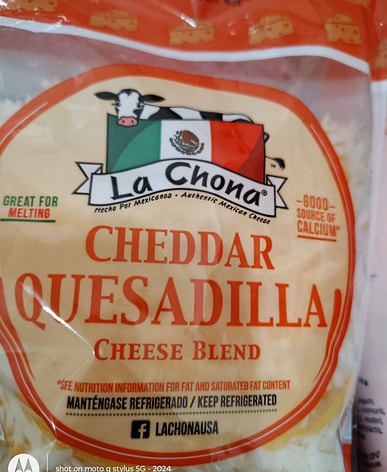 La Chona®
Hecho Por Mexicanos • Authentic Mexican Cheese
GREAT FOR
MELTING
GOOD
SOURCE OF
CALCIUM*
CHEDDAR
QUESADILLA
CHEESE BLEND
*SEE NUTRITION INFORMATION FOR FAT AND SATURATED FAT CONTENT
MANTÉNGASE REFRIGERADO / KEEP REFRIGERATED
LACHONAUSA
shot on moto g stylus 5G - 2024